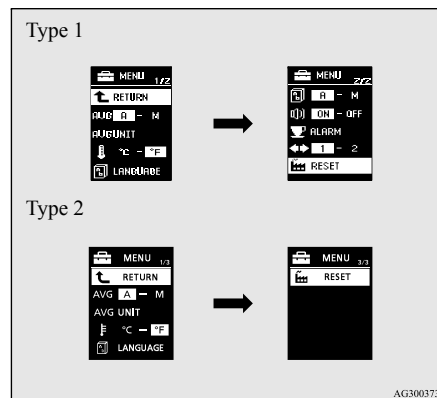 Type 1
MENU 1/2
RETURN
AVG A – M
AVG UNIT
°C – °F
LANGUAGE
MENU 2/2
A – M
ON – OFF
ALARM
1 – 2
RESET
Type 2
MENU 1/3
RETURN
AVG A – M
AVG UNIT
°C – °F
LANGUAGE
MENU 3/3
RESET
AG300373